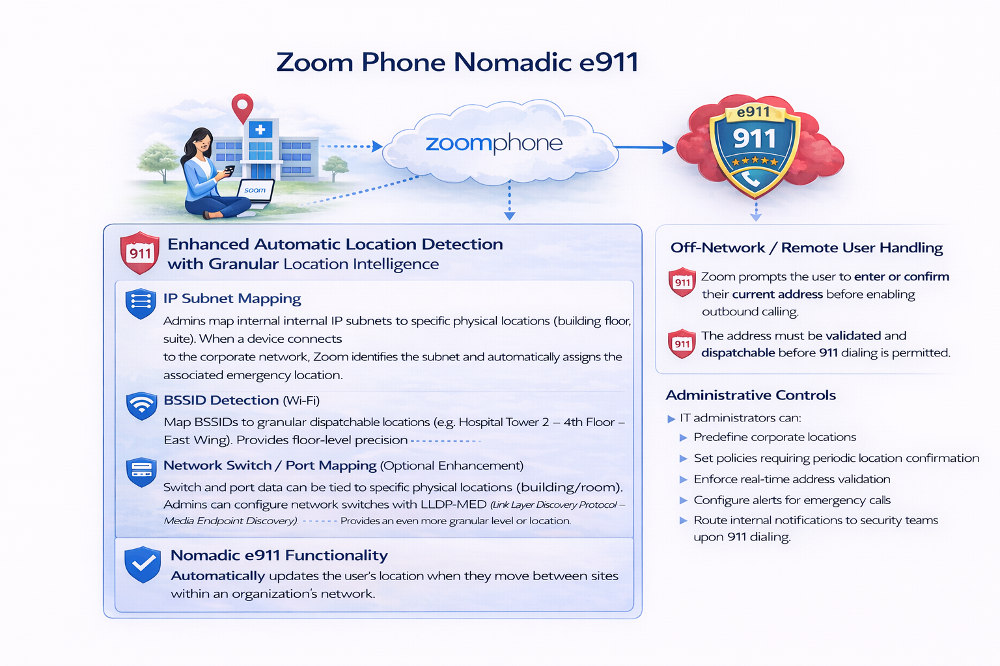 Zoom Phone Nomadic e911
soom
zoomphone
e911
911
911
Enhanced Automatic Location Detection
with Granular Location Intelligence
IP Subnet Mapping
Admins map internal internal IP subnets to specific physical locations (building floor,
suite). When a device connects
to the corporate network, Zoom identifies the subnet and automatically assigns the
associated emergency location.
BSSID Detection (Wi-Fi)
Map BSSIDs to granular dispatchable locations (e.g. Hospital Tower 2 – 4th Floor –
East Wing). Provides floor-level precision
Network Switch / Port Mapping (Optional Enhancement)
Switch and port data can be tied to specific physical locations (building/room).
Admins can configure network switches with LLDP-MED (Link Layer Discovery Protocol –
Media Endpoint Discovery) Provides an even more granular level or location.
Nomadic e911 Functionality
Automatically updates the user's location when they move between sites
within an organization's network.
Off-Network / Remote User Handling
911
Zoom prompts the user to enter or confirm
their current address before enabling
outbound calling.
911
The address must be validated and
dispatchable before 911 dialing is permitted.
Administrative Controls
IT administrators can:
Predefine corporate locations
Set policies requiring periodic location confirmation
Enforce real-time address validation
Configure alerts for emergency calls
Route internal notifications to security teams
upon 911 dialing.